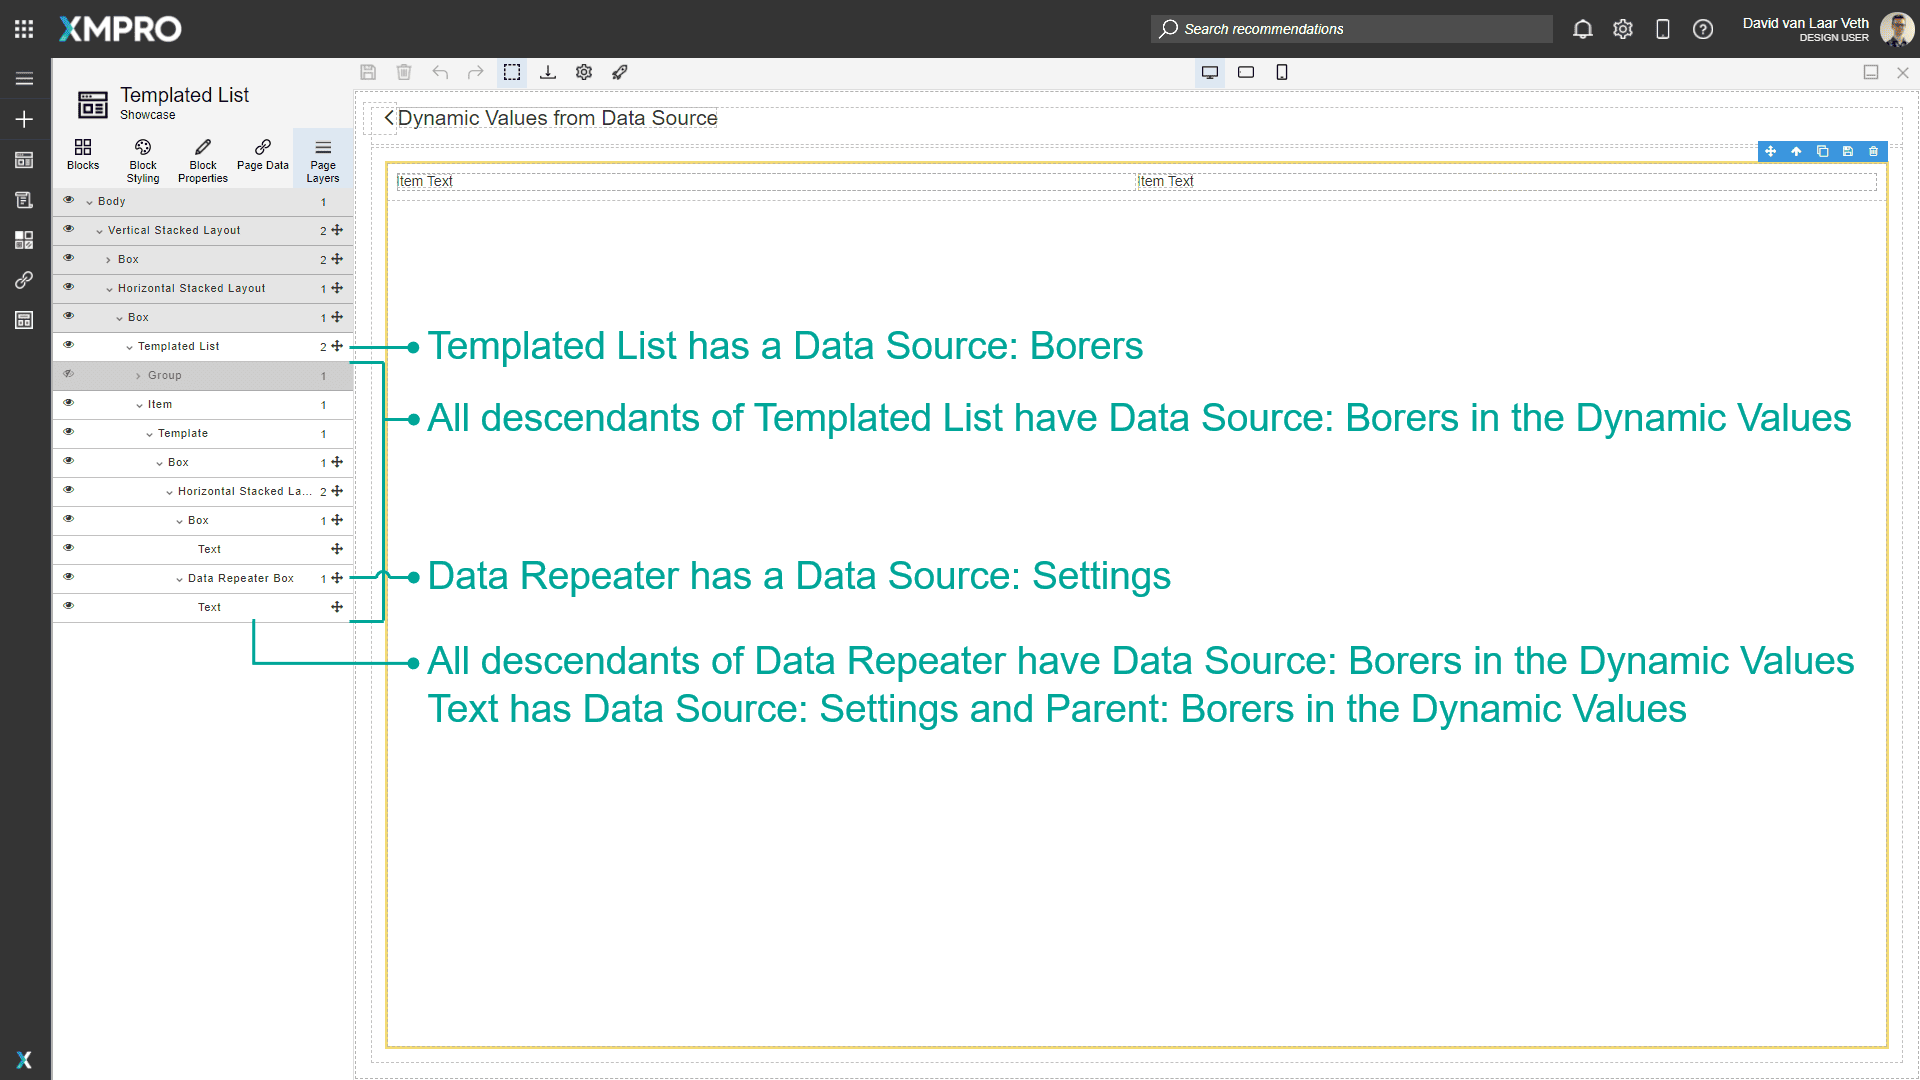 XMPRO
Search recommendations
David van Laar Veth
DESIGN USER
Templated List
Showcase
Blocks
Block Styling
Block Properties
Page Data
Page Layers
Body 1
Vertical Stacked Layout 2
Box 2
Horizontal Stacked Layout 1
Box 1
Templated List 2
Group 1
Item 1
Template 1
Box 1
Horizontal Stacked La... 2
Box 1
Text
Data Repeater Box 1
Text
Dynamic Values from Data Source
Item Text
Item Text
Templated List has a Data Source: Borers
All descendants of Templated List have Data Source: Borers in the Dynamic Values
Data Repeater has a Data Source: Settings
All descendants of Data Repeater have Data Source: Borers in the Dynamic Values
Text has Data Source: Settings and Parent: Borers in the Dynamic Values
X